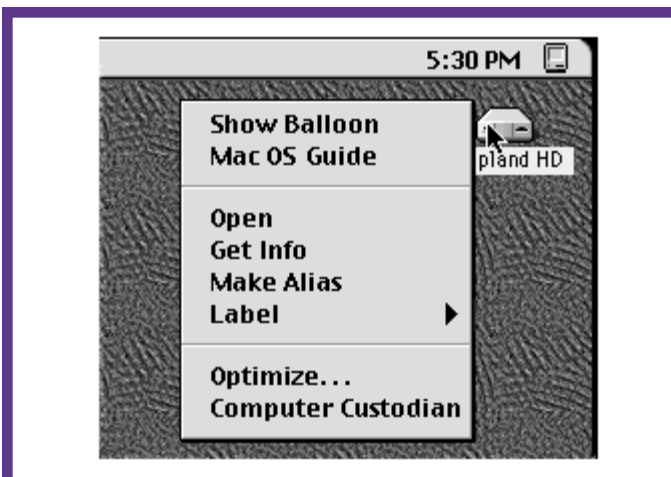 5:30 PM
Show Balloon
Mac OS Guide
pland HD
Open
Get Info
Make Alias
Label
Optimize...
Computer Custodian